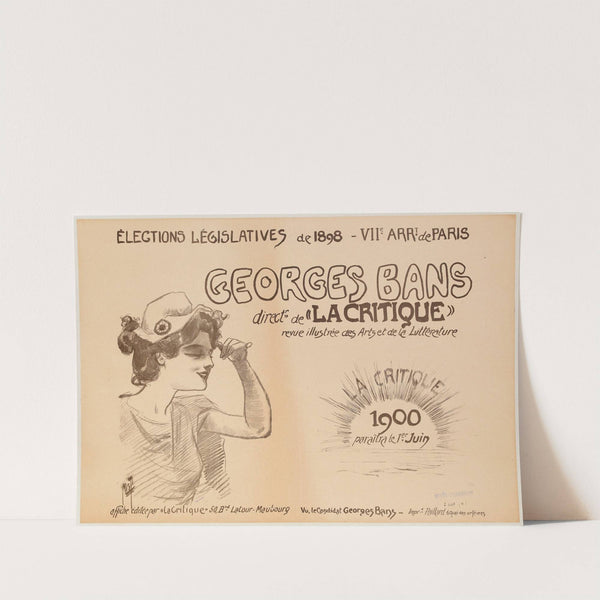 ÉLECTIONS LÉGISLATIVES de 1898 - VIIe ARRt de PARIS
GEORGES BANS
directr de «LA CRITIQUE»
revue illustrée des Arts et de la Littérature
LA CRITIQUE
1900
paraîtra le 1er Juin
affiche éditée par «La Critique» 50, Bd Latour-Maubourg
Vu, le Candidat Georges Bans -